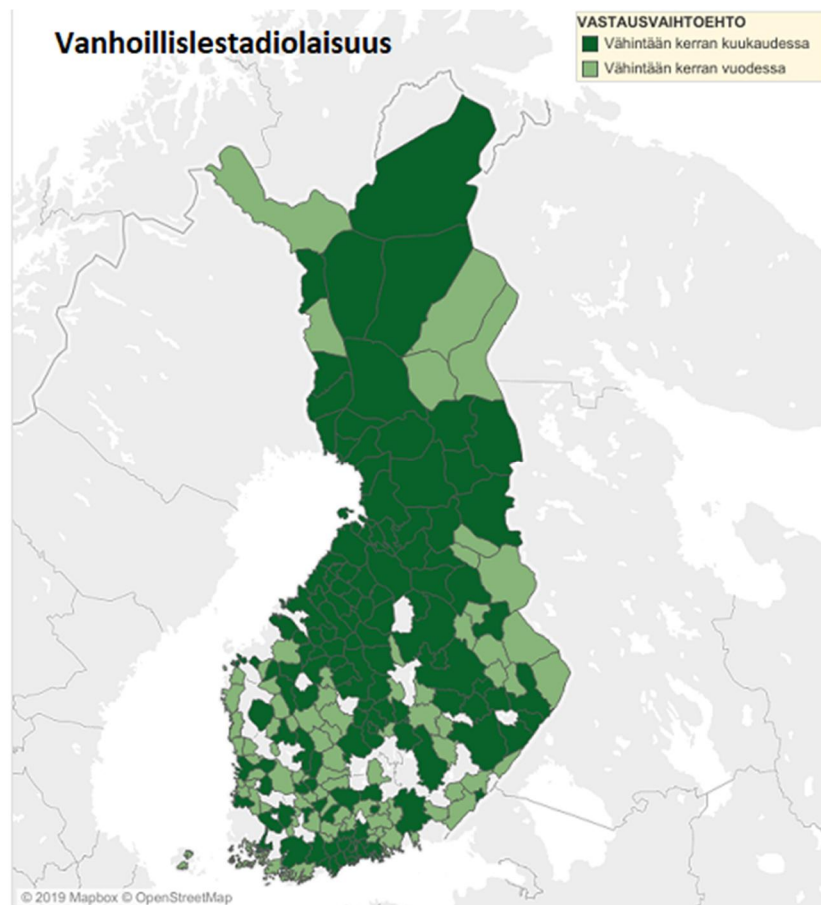 Vanhoillislestadiolaisuus
VASTAUSVAIHTOEHTO
Vähintään kerran kuukaudessa
Vähintään kerran vuodessa
© 2019 Mapbox © OpenStreetMap